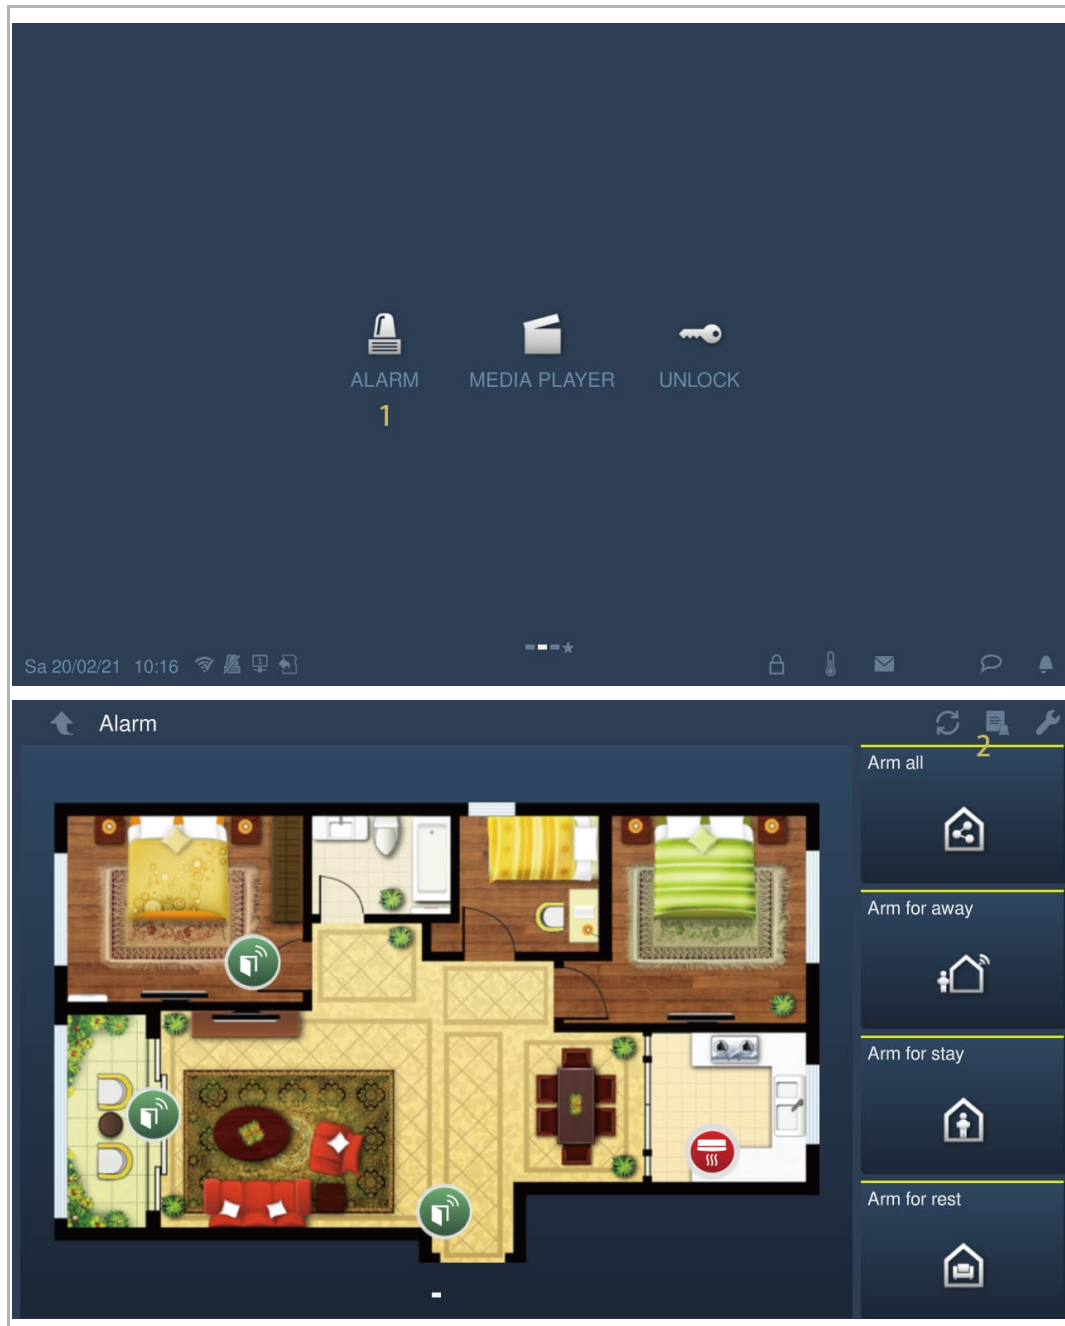 ALARM MEDIA PLAYER UNLOCK
1
Sa 20/02/21 10:16
Alarm
2
Arm all
Arm for away
Arm for stay
Arm for rest